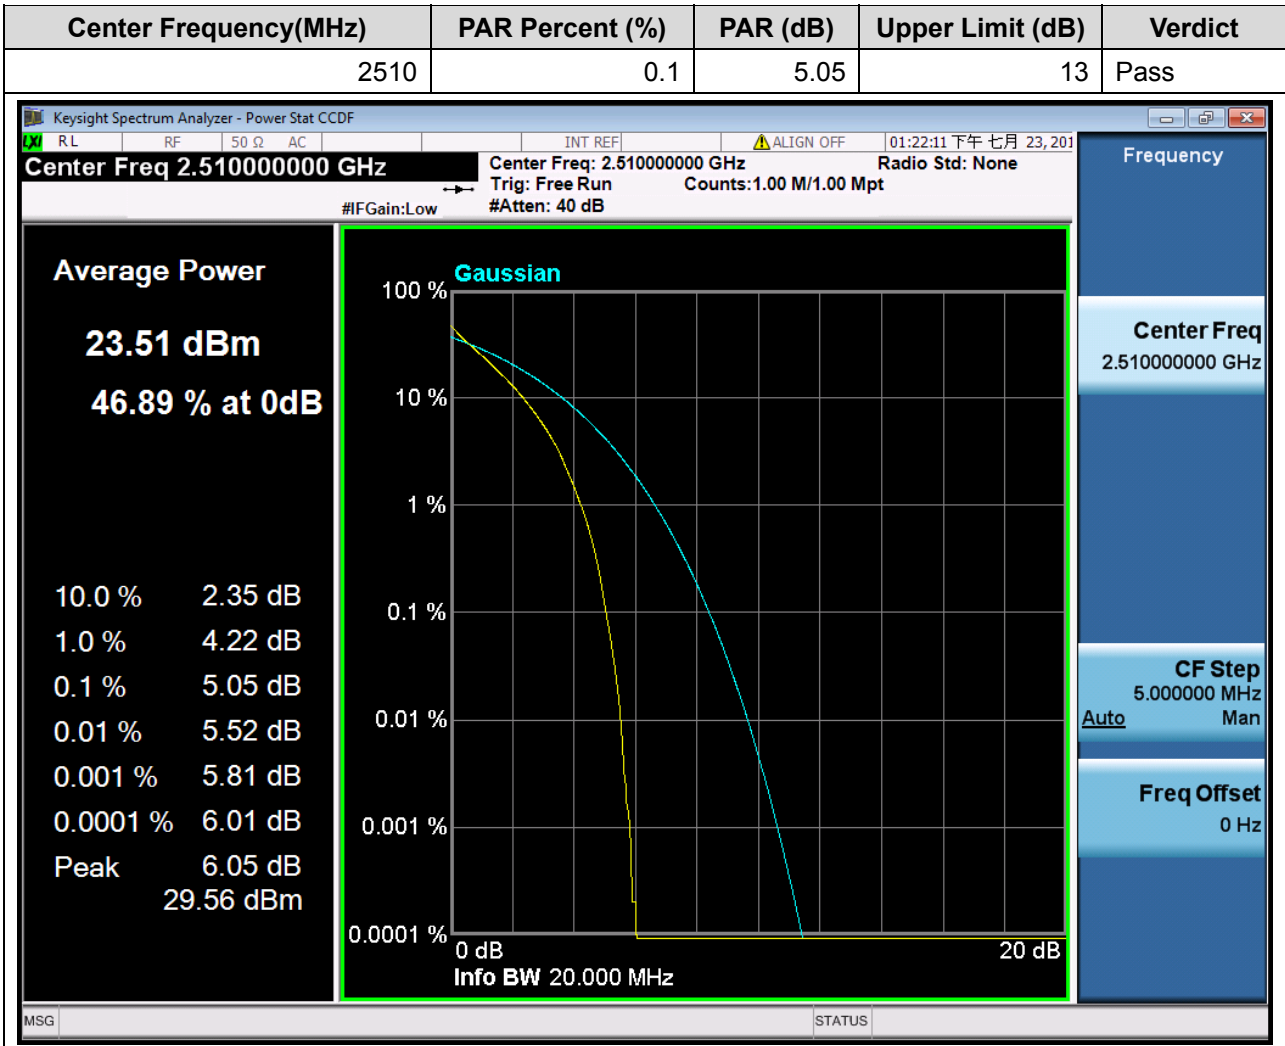 Center Frequency(MHz) PAR Percent (%) PAR (dB) Upper Limit (dB) Verdict
2510 0.1 5.05 13 Pass
Keysight Spectrum Analyzer - Power Stat CCDF
LXI RL RF 50 Ω AC INT REF ALIGN OFF 01:22:11 下午 七月 23, 201
Center Freq 2.510000000 GHz
Center Freq: 2.510000000 GHz Radio Std: None
Trig: Free Run Counts:1.00 M/1.00 Mpt
#IFGain:Low #Atten: 40 dB
Frequency
Average Power
23.51 dBm
46.89 % at 0dB
10.0 % 2.35 dB
1.0 % 4.22 dB
0.1 % 5.05 dB
0.01 % 5.52 dB
0.001 % 5.81 dB
0.0001 % 6.01 dB
Peak 6.05 dB
29.56 dBm
Gaussian
100 %
10 %
1 %
0.1 %
0.01 %
0.001 %
0.0001 %
0 dB 20 dB
Info BW 20.000 MHz
Center Freq
2.510000000 GHz
CF Step
5.000000 MHz
Auto Man
Freq Offset
0 Hz
MSG STATUS